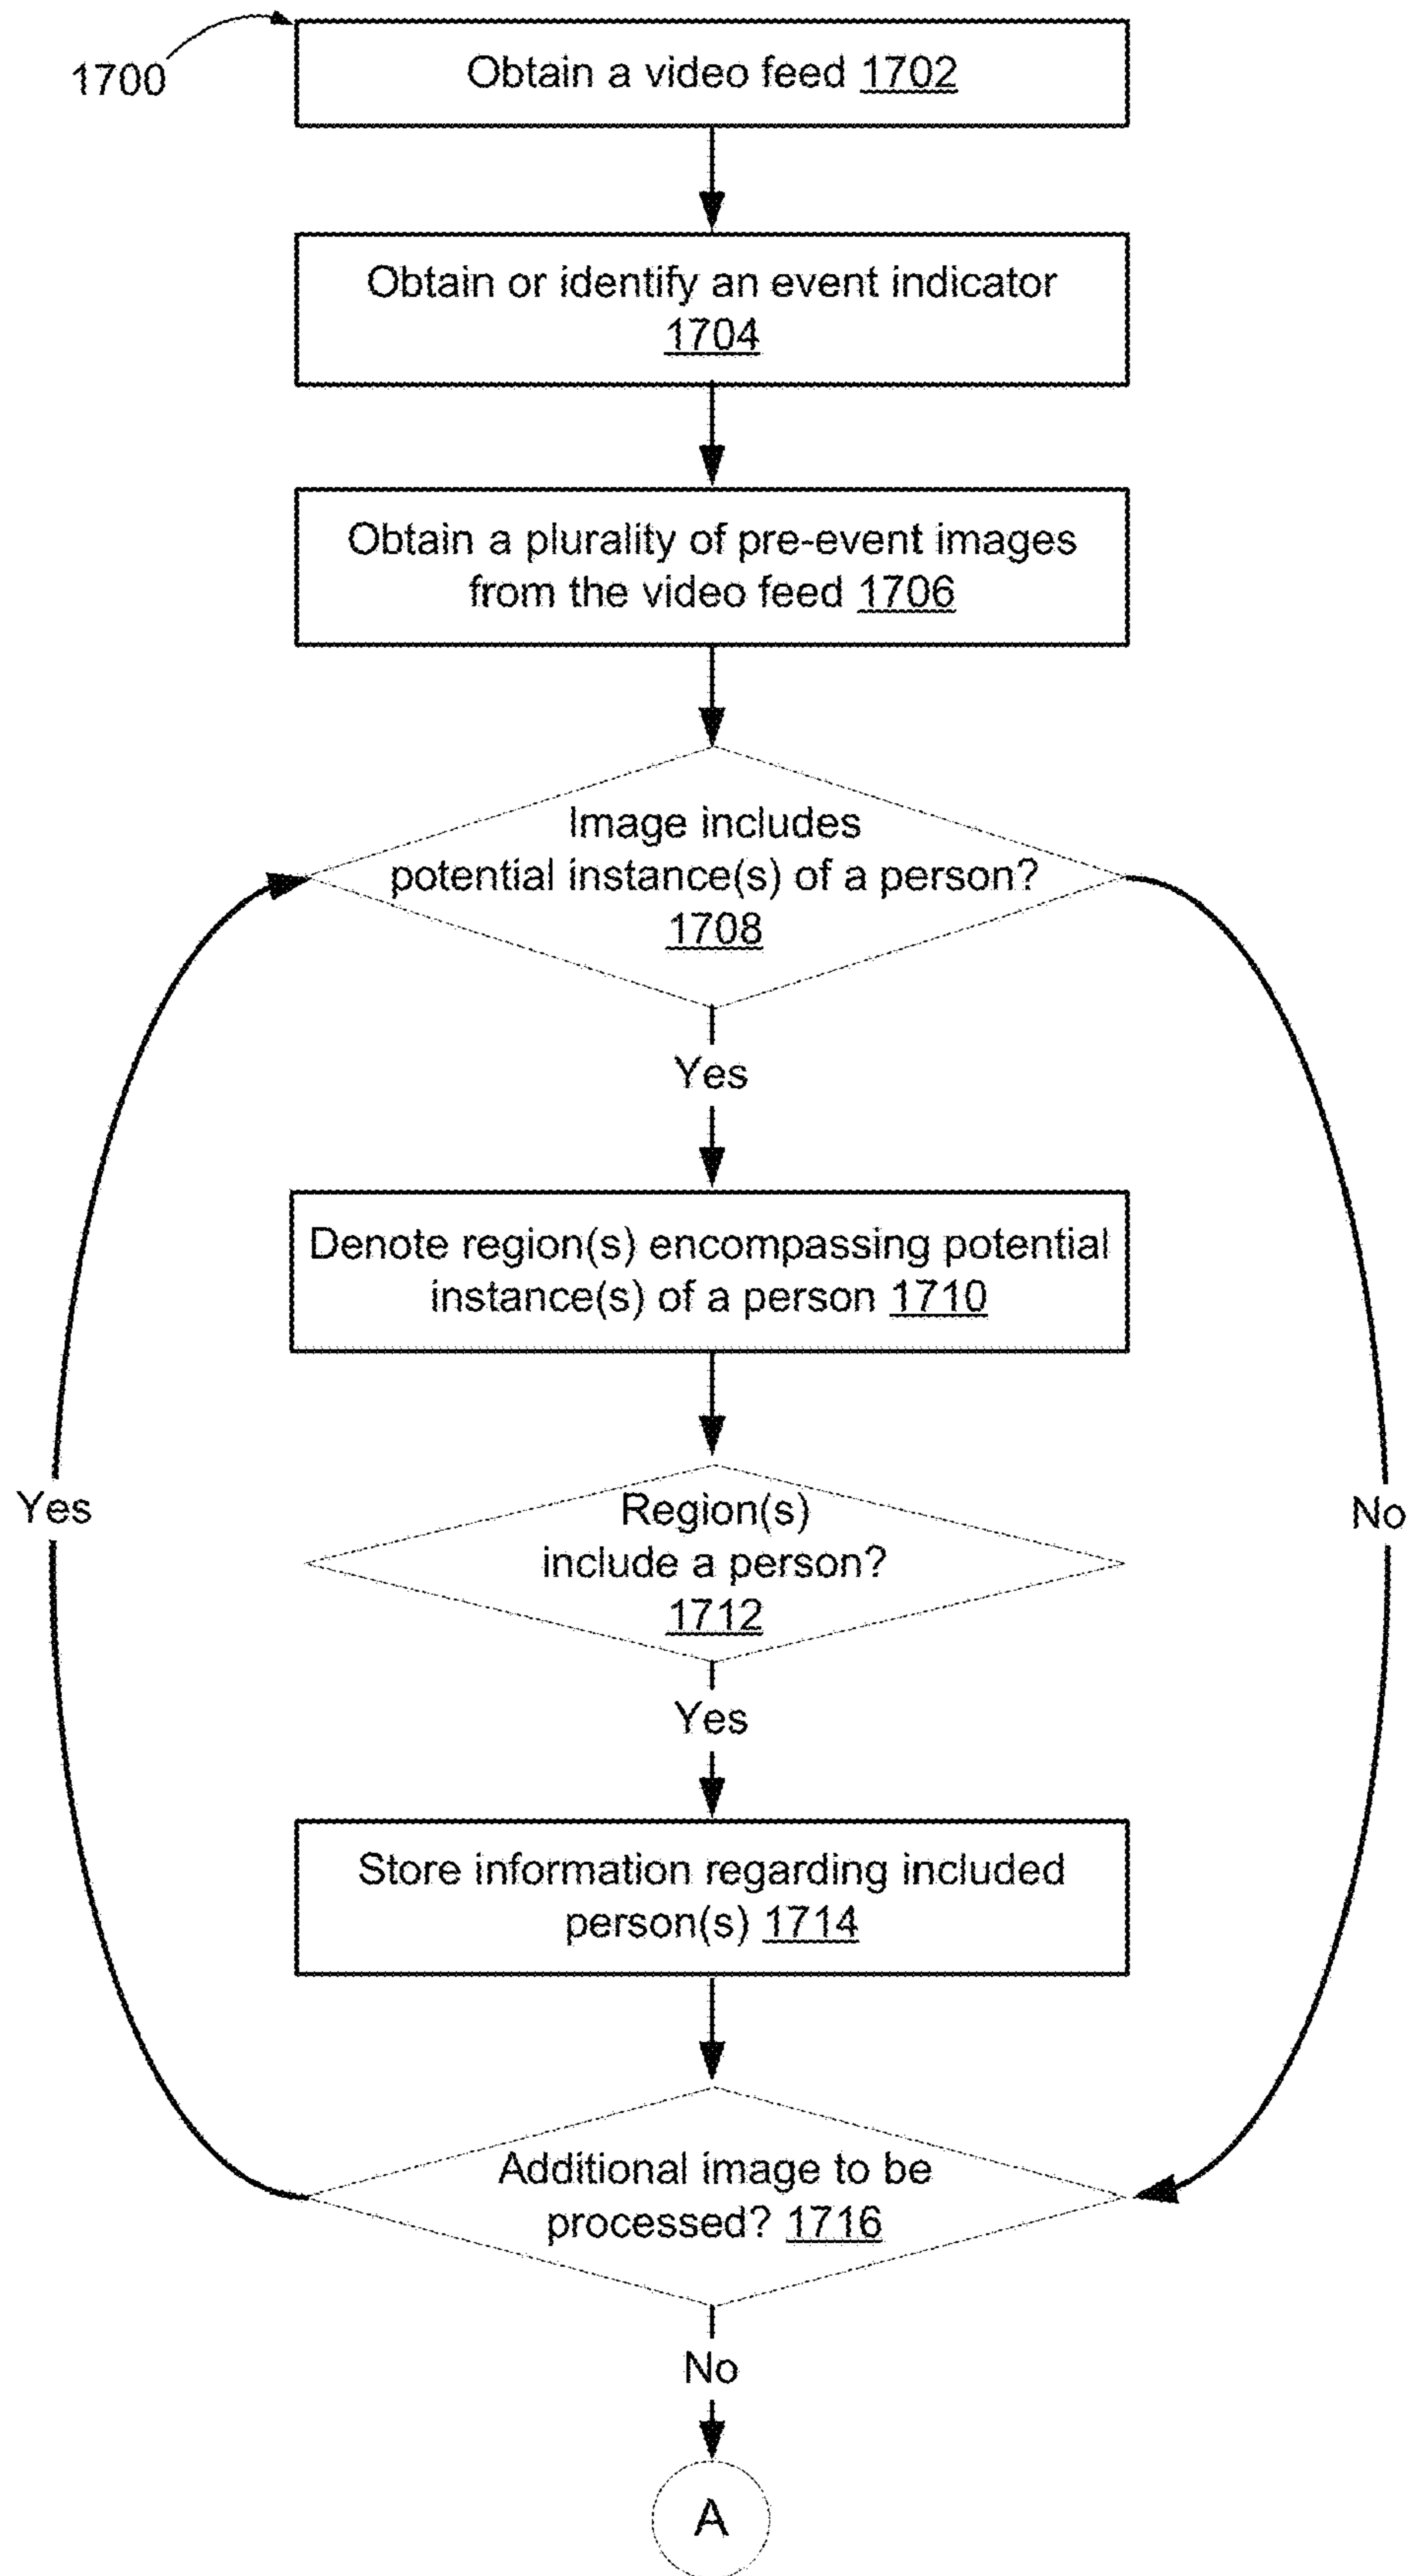 1700
Obtain a video feed 1702
Obtain or identify an event indicator
1704
Obtain a plurality of pre-event images
from the video feed 1706
Image includes
potential instance(s) of a person?
1708
Yes
Denote region(s) encompassing potential
instance(s) of a person 1710
Yes
No
Region(s)
include a person?
1712
Yes
Store information regarding included
person(s) 1714
Additional image to be
processed? 1716
No
A